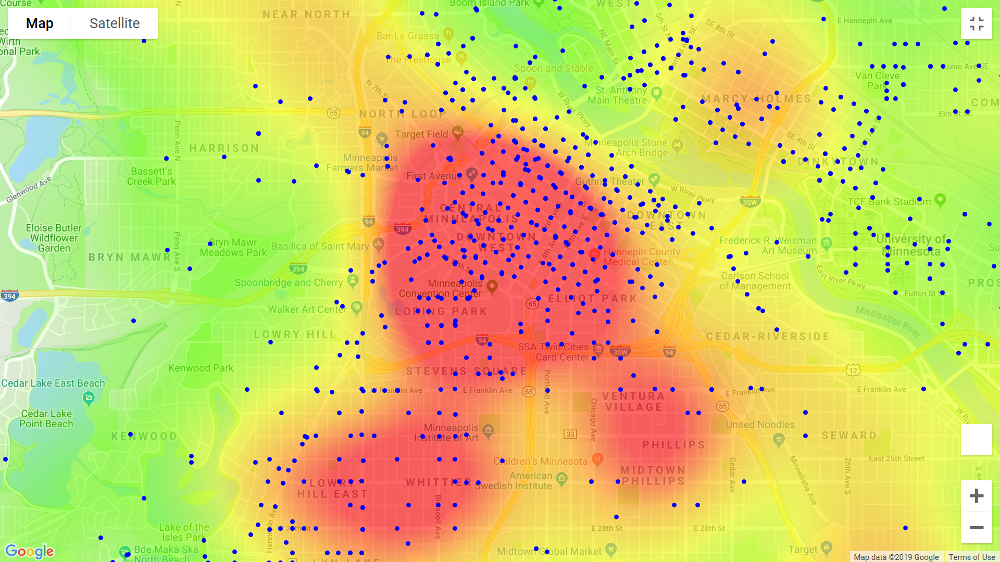 Course
Boom Island Park
WEST
Map
Satellite
NEAR NORTH
5th St N
SE 8th St
E Hennepin Ave
Wirth
onal Park
Bar La Grassa
NE Main St
Central Ave SE
The Freehouse
Spoon and Stable
Como Ave SE
Van Cleve
Park
N 7th St
St. Anthony
Main Theatre
W River Pkwy
MARCY-HOLMES
COM
55
NORTH LOOP
Elm St SE
Penn Ave N
94
Target Field
HARRISON
Minneapolis Stone
Arch Bridge
SE 4th St
15th Ave SE
Minneapolis
Farmers Market
DINKYTOWN
Bassett's
Creek Park
First Avenue
Guthrie Theater
Glenwood Ave
W River Pkwy
35W
TCF Bank Stadium
CENTRAL
MINNEAPOLIS
DOWNTOWN
EAST
94
394
Eloise Butler
Wildflower
Garden
DOWNTOWN
WEST
Bryn Mawr
Meadows Park
Basilica of Saint Mary
Frederick R. Weisman
Art Museum
University of
Minnesota
BRYN MAWR
Penn Ave S
S 4th Ave
Hennepin County
Medical Center
394
Spoonbridge and Cherry
Carlson School
of Management
East River Pkwy
PROS
Minneapolis
Convention Center
394
ELLIOT PARK
Fulton St SE
65
Walker Art Center
LORING PARK
Mississippi River
LOWRY HILL
94
CEDAR-RIVERSIDE
SSA Twin Cities
Card Center
35W
94
Kenwood Park
STEVENS SQUARE
12
Cedar Lake East Beach
W Franklin Ave
E Franklin Ave
65
Portland Ave
E Franklin Ave
E Franklin Ave
VENTURA
VILLAGE
Chicago Ave
55
Cedar Lake
Point Beach
W Riv
Minneapolis
Institute of Art
33
United Noodles
KENWOOD
SEWARD
PHILLIPS
Children's Minnesota
East 25th Street
MIDTOWN
PHILLIPS
American
Swedish Institute
Cedar Ave
Minnehaha Ave
26th Ave S
LOWRY
HILL EAST
WHITTIER
Blaisdell Ave
Hennepin Ave
Lake of the
Isles Park
W 28th St
E 28th St
E 28th St
Google
Bde Maka Ska
North Beach
Midtown Global Market
Target
LYN-LAKE
Map data ©2019 Google
Terms of Use